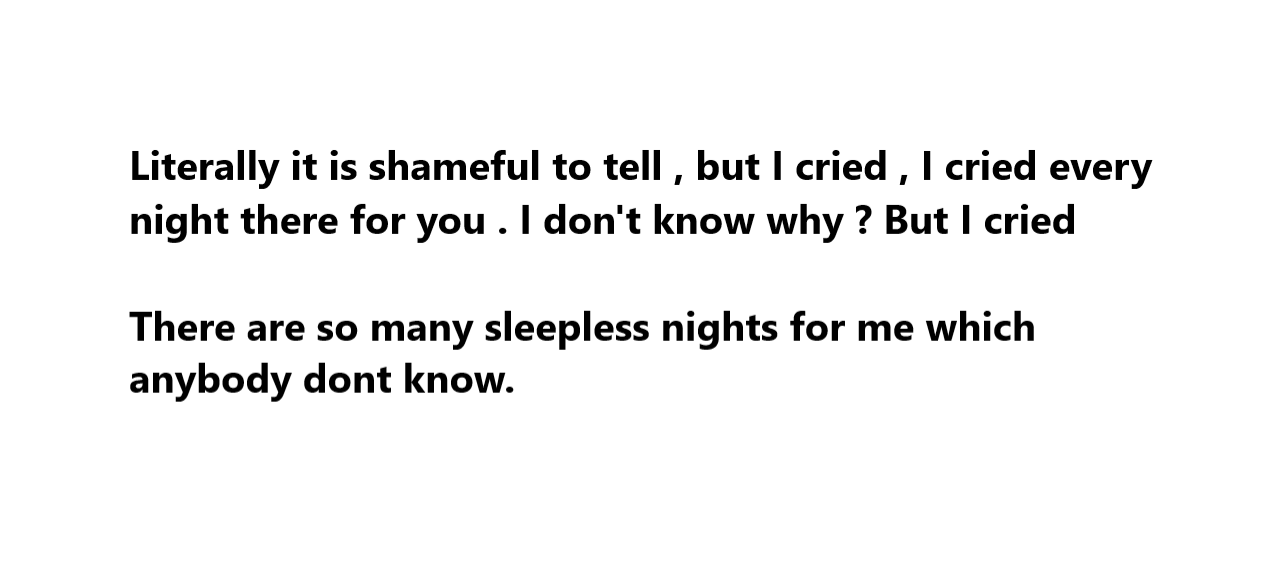 Literally it is shameful to tell , but I cried , I cried every
night there for you . I don't know why ? But I cried
There are so many sleepless nights for me which
anybody dont know.